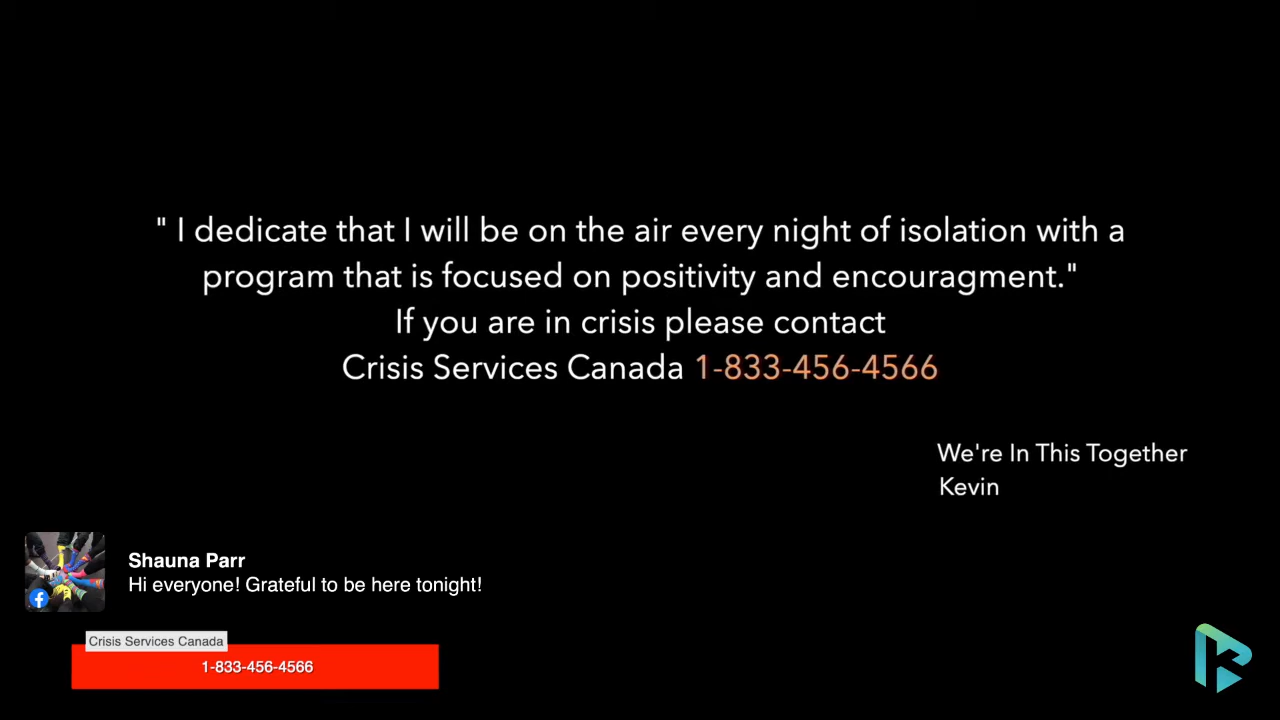 " I dedicate that I will be on the air every night of isolation with a
program that is focused on positivity and encouragment."
If you are in crisis please contact
Crisis Services Canada 1-833-456-4566
We're In This Together
Kevin
Shauna Parr
Hi everyone! Grateful to be here tonight!
Crisis Services Canada
1-833-456-4566